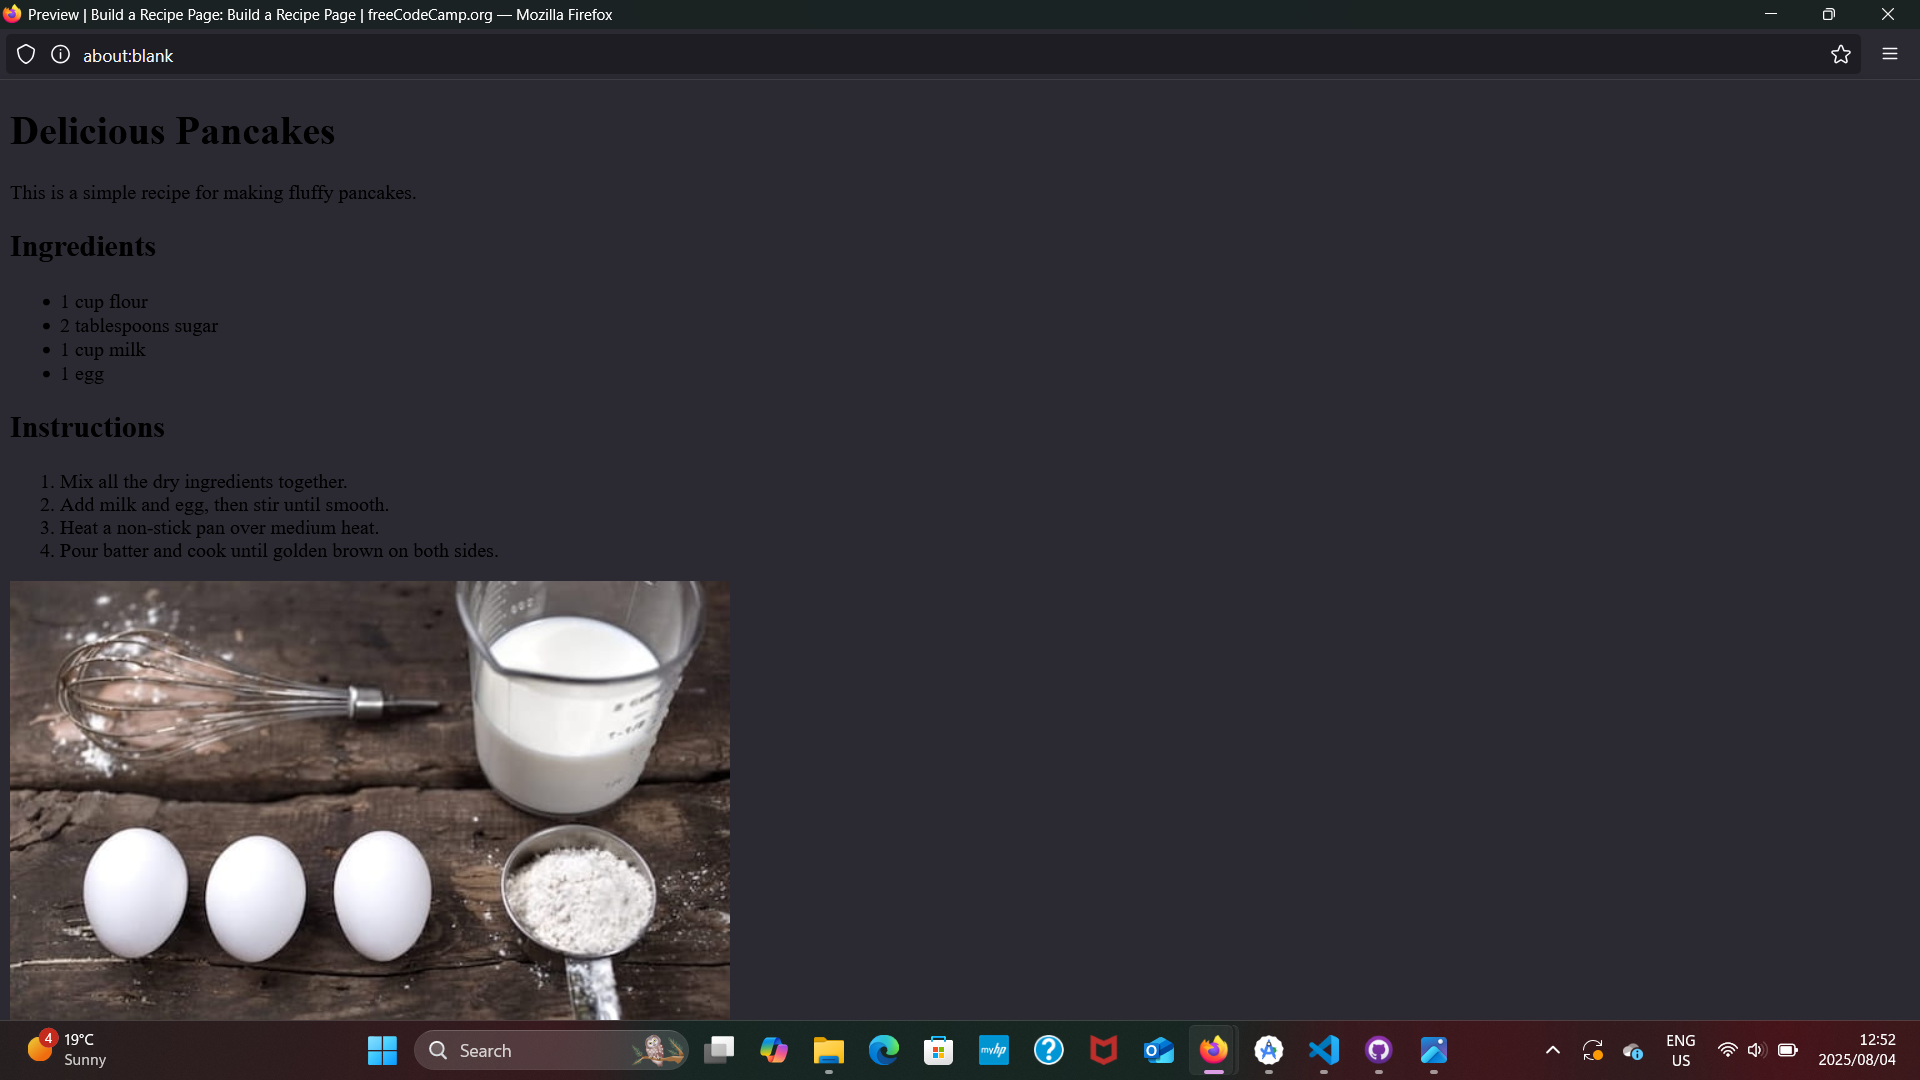 Preview | Build a Recipe Page: Build a Recipe Page | freeCodeCamp.org — Mozilla Firefox
about:blank
Delicious Pancakes
This is a simple recipe for making fluffy pancakes.
Ingredients
• 1 cup flour
• 2 tablespoons sugar
• 1 cup milk
• 1 egg
Instructions
1. Mix all the dry ingredients together.
2. Add milk and egg, then stir until smooth.
3. Heat a non-stick pan over medium heat.
4. Pour batter and cook until golden brown on both sides.
4
19°C
Sunny
Search
myhp
ENG
US
12:52
2025/08/04